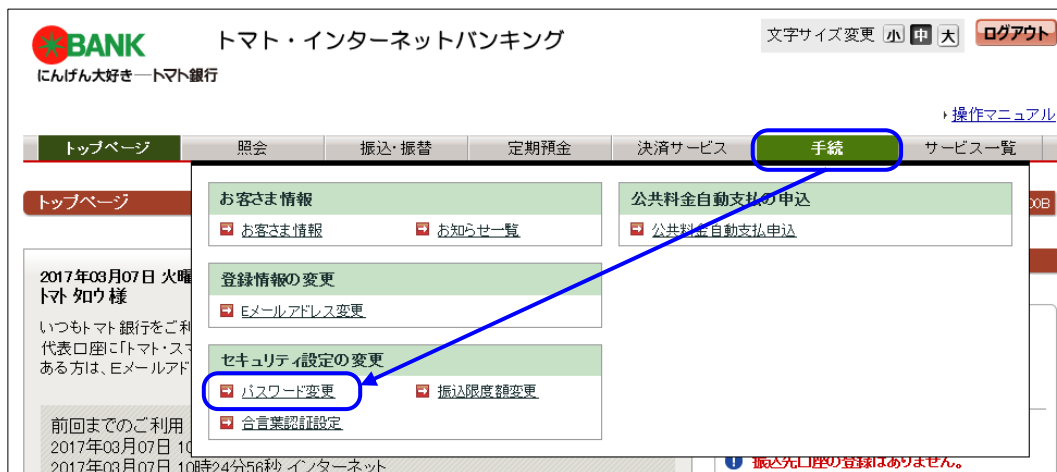 BANK
トマト・インターネットバンキング
文字サイズ変更 小 中 大 ログアウト
にんげん大好き―トマト銀行
操作マニュアル
トップページ 照会 振込・振替 定期預金 決済サービス 手続 サービス一覧
トップページ
お客さま情報 公共料金自動支払の申込
お客さま情報 お知らせ一覧 公共料金自動支払申込
2017年03月07日 火曜
登録情報の変更
トマト タロウ 様
Eメールアドレス変更
いつもトマト銀行をご利
代表口座に「トマト・スマ
セキュリティ設定の変更
ある方は、Eメールアド
パスワード変更 振込限度額変更
合言葉認証設定
前回までのご利用
2017年03月07日 10
2017年03月07日 10時24分56秒 インターネット
振込先口座の登録はありません。